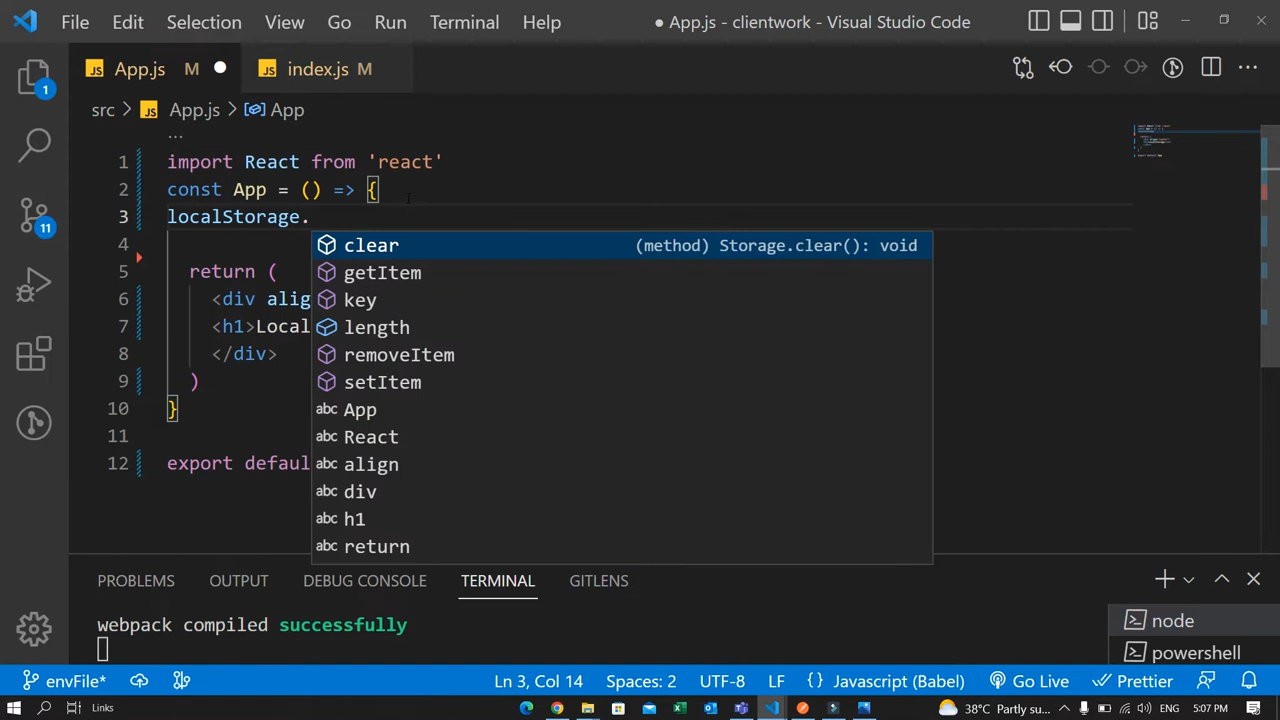 File Edit Selection View Go Run Terminal Help ● App.js - clientwork - Visual Studio Code
JS App.js M ● JS index.js M
src > JS App.js > App
...
1 import React from 'react'
2 const App = () => {
3 localStorage.
4
5 return (
6 <div alig
7 <h1>Local
8 </div>
9 )
10 }
11
12 export defaul
clear (method) Storage.clear(): void
getItem
key
length
removeItem
setItem
abc App
abc React
abc align
abc div
abc h1
abc return
1
11
PROBLEMS OUTPUT DEBUG CONSOLE TERMINAL GITLENS
webpack compiled successfully
node
powershell
envFile* Ln 3, Col 14 Spaces: 2 UTF-8 LF {} Javascript (Babel) Go Live Prettier
Links 38°C Partly su... ENG 5:07 PM